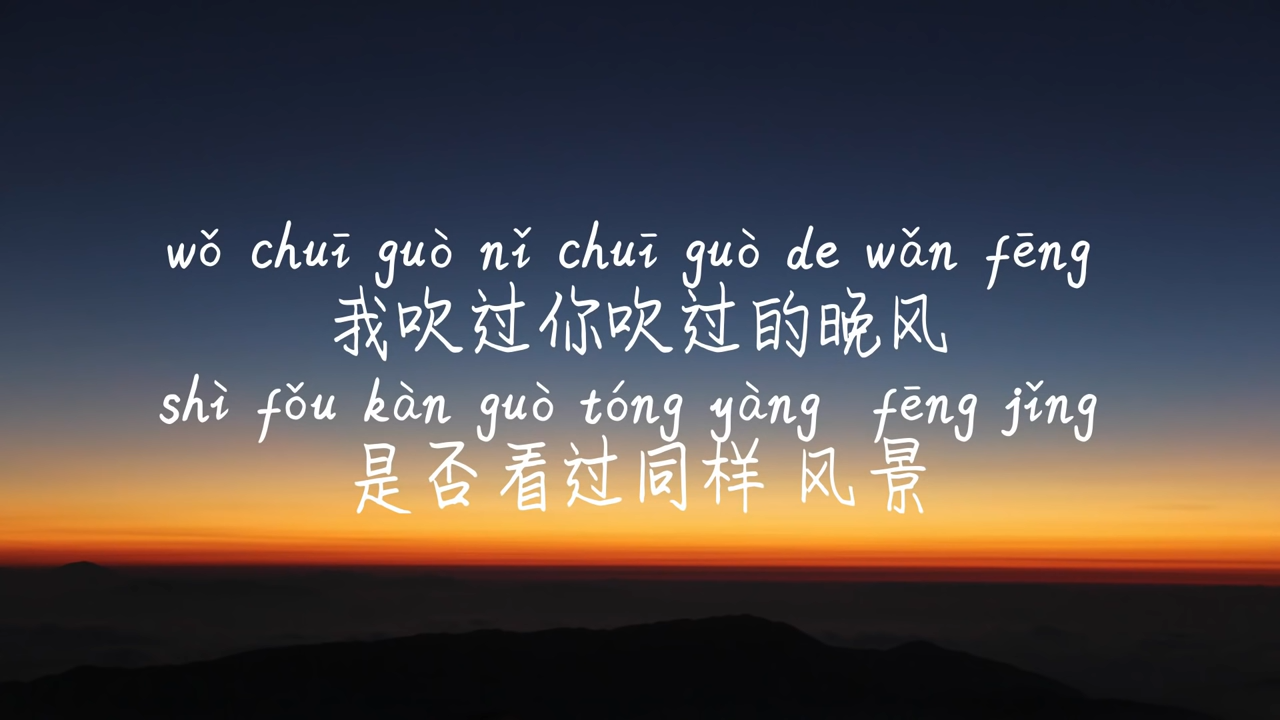 wǒ chuī guò nǐ chuī guò de wǎn fēng
我吹过你吹过的晚风
shì fǒu kàn guò tóng yàng fēng jǐng
是否看过同样 风景